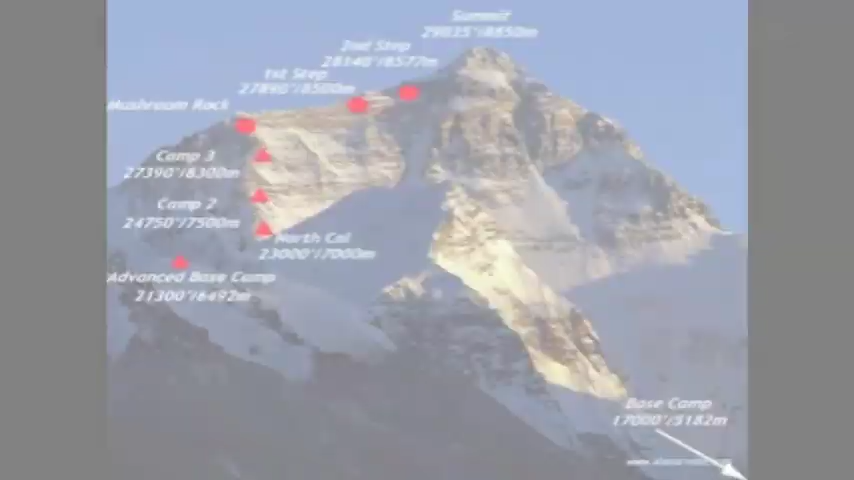 Summit
29035'/8850m
2nd Step
28140'/8577m
1st Step
27890'/8500m
Mushroom Rock
Camp 3
27390'/8300m
Camp 2
24750'/7500m
North Col
23000'/7000m
Advanced Base Camp
21300'/6492m
Base Camp
17000'/5182m